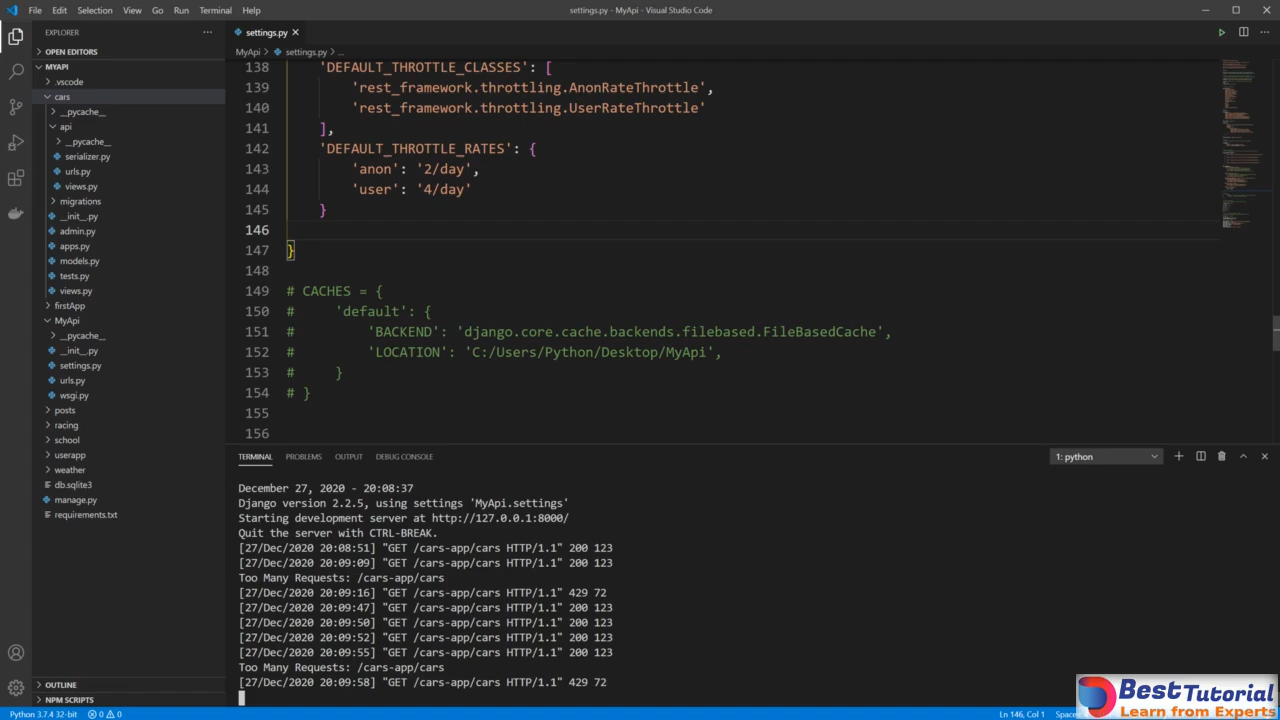 File Edit Selection View Go Run Terminal Help
settings.py - MyApi - Visual Studio Code
EXPLORER
OPEN EDITORS
MYAPI
.vscode
cars
__pycache__
api
__pycache__
serializer.py
urls.py
views.py
migrations
__init__.py
admin.py
apps.py
models.py
tests.py
views.py
firstApp
MyApi
__pycache__
__init__.py
settings.py
urls.py
wsgi.py
posts
racing
school
userapp
weather
db.sqlite3
manage.py
requirements.txt
OUTLINE
NPM SCRIPTS
settings.py
MyApi > settings.py > ...
138 'DEFAULT_THROTTLE_CLASSES': [
139 'rest_framework.throttling.AnonRateThrottle',
140 'rest_framework.throttling.UserRateThrottle'
141 ],
142 'DEFAULT_THROTTLE_RATES': {
143 'anon': '2/day',
144 'user': '4/day'
145 }
146
147 }
148
149 # CACHES = {
150 # 'default': {
151 # 'BACKEND': 'django.core.cache.backends.filebased.FileBasedCache',
152 # 'LOCATION': 'C:/Users/Python/Desktop/MyApi',
153 # }
154 # }
155
156
TERMINAL PROBLEMS OUTPUT DEBUG CONSOLE
1: python
December 27, 2020 - 20:08:37
Django version 2.2.5, using settings 'MyApi.settings'
Starting development server at http://127.0.0.1:8000/
Quit the server with CTRL-BREAK.
[27/Dec/2020 20:08:51] "GET /cars-app/cars HTTP/1.1" 200 123
[27/Dec/2020 20:09:09] "GET /cars-app/cars HTTP/1.1" 200 123
Too Many Requests: /cars-app/cars
[27/Dec/2020 20:09:16] "GET /cars-app/cars HTTP/1.1" 429 72
[27/Dec/2020 20:09:47] "GET /cars-app/cars HTTP/1.1" 200 123
[27/Dec/2020 20:09:50] "GET /cars-app/cars HTTP/1.1" 200 123
[27/Dec/2020 20:09:52] "GET /cars-app/cars HTTP/1.1" 200 123
[27/Dec/2020 20:09:55] "GET /cars-app/cars HTTP/1.1" 200 123
Too Many Requests: /cars-app/cars
[27/Dec/2020 20:09:58] "GET /cars-app/cars HTTP/1.1" 429 72
Python 3.7.4 32-bit 0 0
Ln 146, Col 1
BestTutorial
Learn from Experts